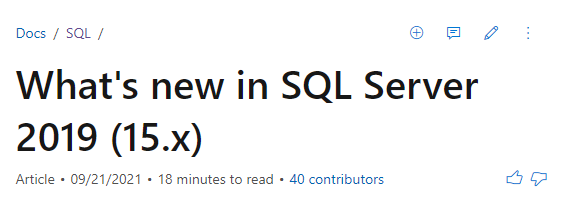 Docs / SQL /
What's new in SQL Server
2019 (15.x)
Article • 09/21/2021 • 18 minutes to read • 40 contributors